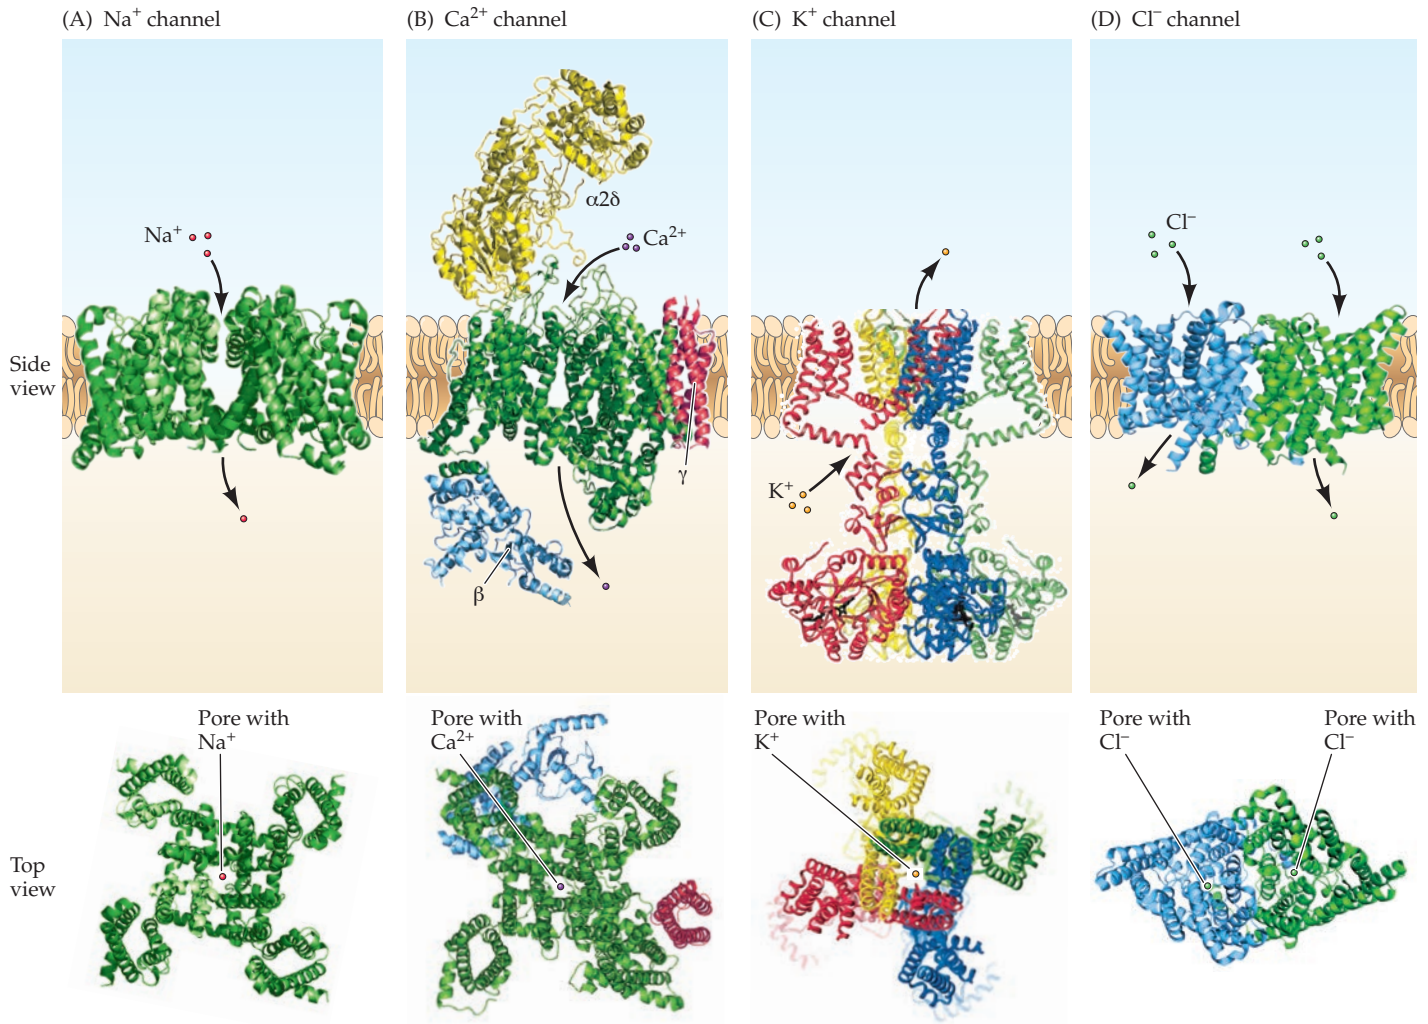 (A) Na⁺ channel
(B) Ca²⁺ channel
(C) K⁺ channel
(D) Cl⁻ channel
α2δ
Na⁺
Ca²⁺
Cl⁻
Side
view
γ
K⁺
β
Pore with
Na⁺
Pore with
Ca²⁺
Pore with
K⁺
Pore with
Cl⁻
Pore with
Cl⁻
Top
view